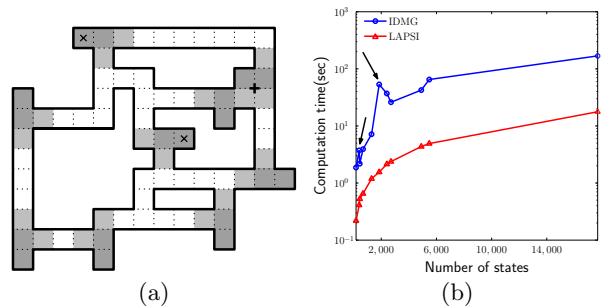 × + ×
(a)
10³
10²
10¹
10⁰
10⁻¹
Computation time(sec)
IDMG
LAPSI
2,000 6,000 10,000 14,000
Number of states
(b)